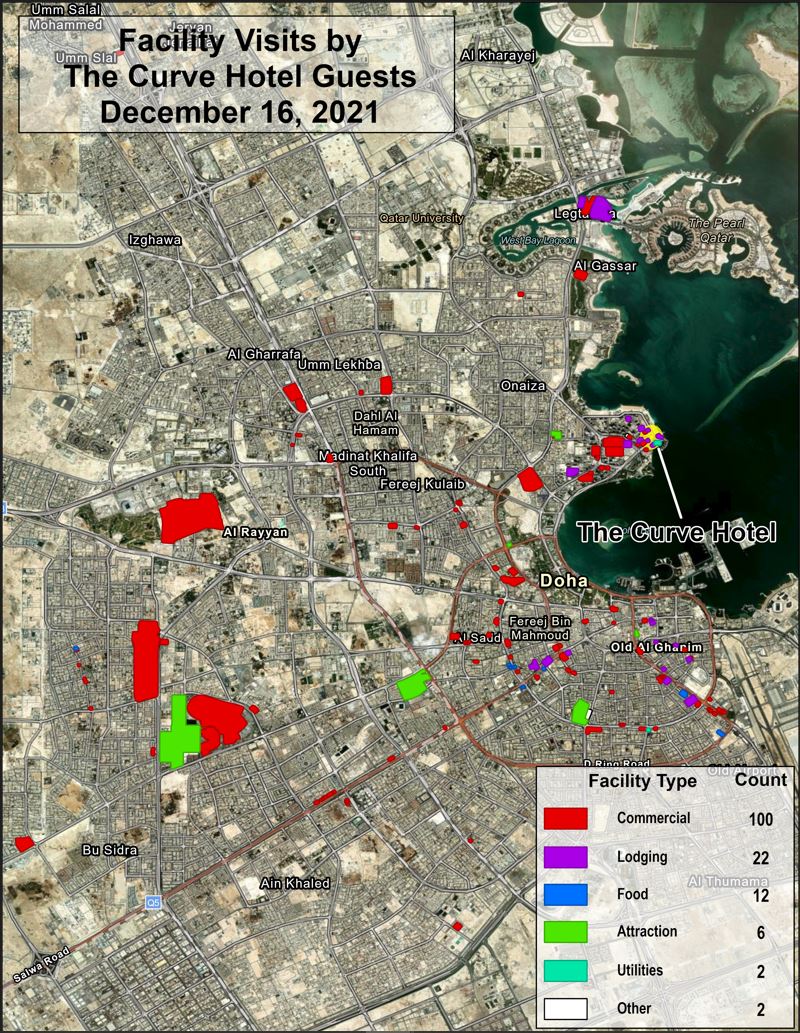 Umm Salal
Mohammed
Umm Slal
Facility Visits by
The Curve Hotel Guests
December 16, 2021
Al Kharayej
Qatar University
The Pearl
Qatar
West Bay Lagoon
Izghawa
Al Gassar
Al Gharrafa
Umm Lekhba
Onaiza
Dahl Al
Hamam
Madinat Khalifa
South
Fereej Kulaib
Al Rayyan
The Curve Hotel
Doha
Fereej Bin
Mahmoud
Al Sadd
Old Al Ghanim
D Ring Road
Old Airport
Bu Sidra
Ain Khaled
Al Thumama
Q5
Salwa Road
Facility Type Count
Commercial 100
Lodging 22
Food 12
Attraction 6
Utilities 2
Other 2